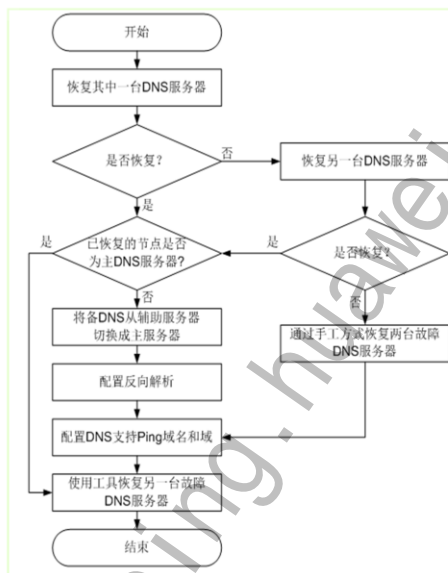 开始
恢复其中一台DNS服务器
是否恢复？
否
恢复另一台DNS服务器
是
是
已恢复的节点是否
为主DNS服务器？
是
是否恢复？
否
否
将备DNS从辅助服务器
切换成主服务器
通过手工方式恢复两台故障
DNS服务器
配置反向解析
配置DNS支持Ping域名和域
使用工具恢复另一台故障
DNS服务器
结束
ing.huawei